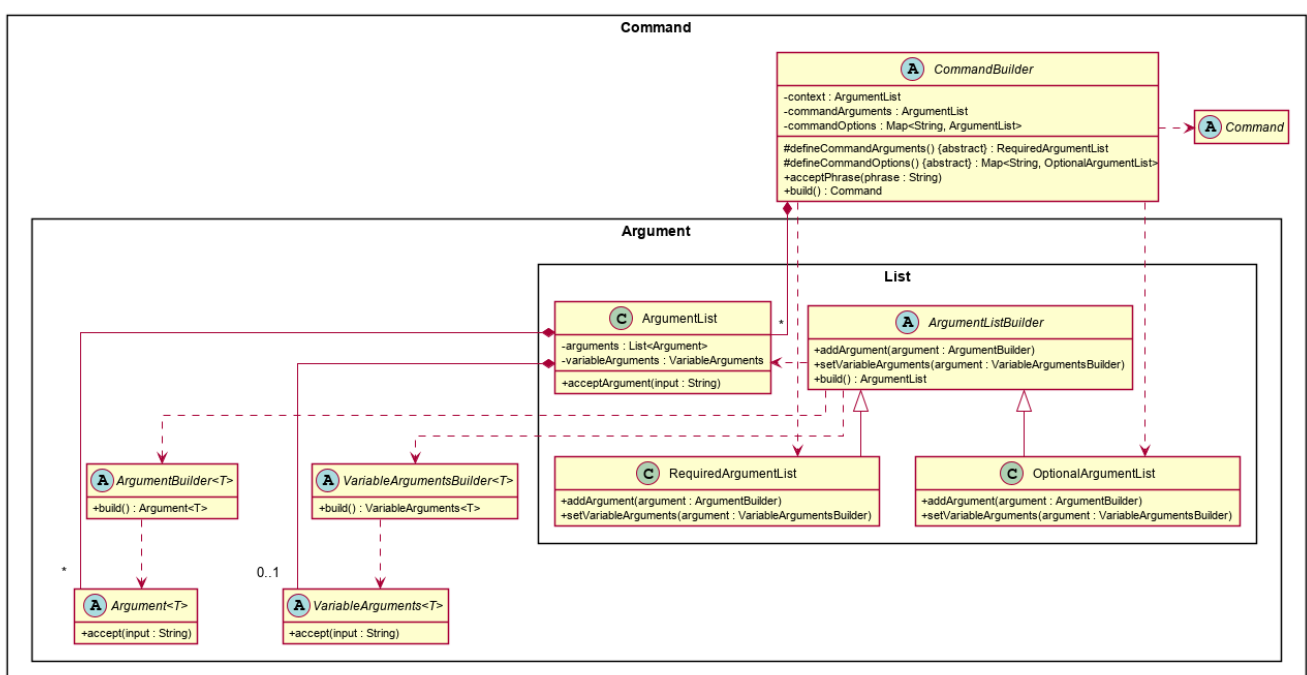 Command
A CommandBuilder
-context : ArgumentList
-commandArguments : ArgumentList
-commandOptions : Map<String, ArgumentList>
#defineCommandArguments() {abstract} : RequiredArgumentList
#defineCommandOptions() {abstract} : Map<String, OptionalArgumentList>
+acceptPhrase(phrase : String)
+build() : Command
A Command
Argument
List
C ArgumentList
-arguments : List<Argument>
-variableArguments : VariableArguments
+acceptArgument(input : String)
*
A ArgumentListBuilder
+addArgument(argument : ArgumentBuilder)
+setVariableArguments(argument : VariableArgumentsBuilder)
+build() : ArgumentList
A ArgumentBuilder<T>
+build() : Argument<T>
A VariableArgumentsBuilder<T>
+build() : VariableArguments<T>
C RequiredArgumentList
+addArgument(argument : ArgumentBuilder)
+setVariableArguments(argument : VariableArgumentsBuilder)
C OptionalArgumentList
+addArgument(argument : ArgumentBuilder)
+setVariableArguments(argument : VariableArgumentsBuilder)
*
0..1
A Argument<T>
+accept(input : String)
A VariableArguments<T>
+accept(input : String)